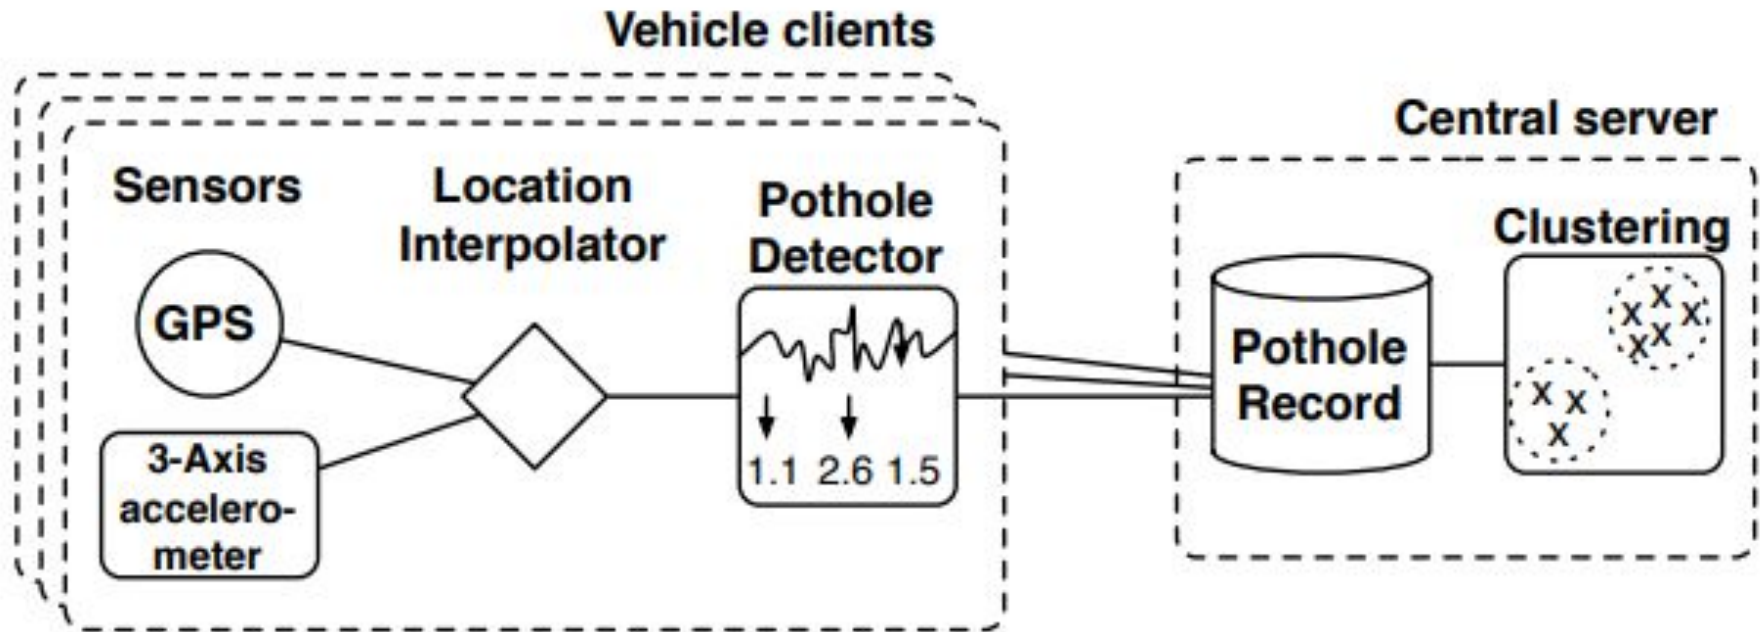 Vehicle clients
Central server
Sensors
Location
Interpolator
Pothole
Detector
GPS
3-Axis
accelero-
meter
1.1 2.6 1.5
Pothole
Record
Clustering
X
X X
X
X
X
X
X